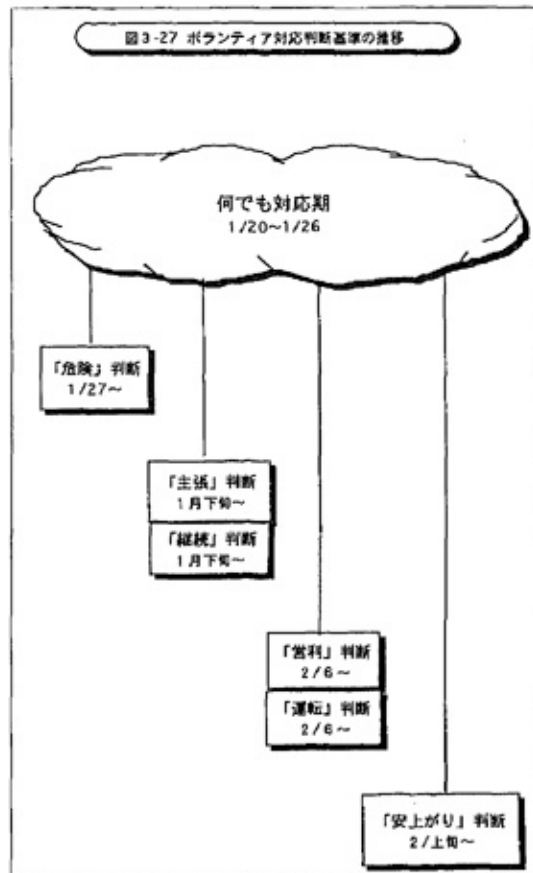 図3-27 ボランティア対応判断基準の推移
何でも対応期
1/20～1/26
「危険」判断
1/27～
「主張」判断
1月下旬～
「継続」判断
1月下旬～
「営利」判断
2/6～
「運転」判断
2/6～
「安上がり」判断
2/上旬～